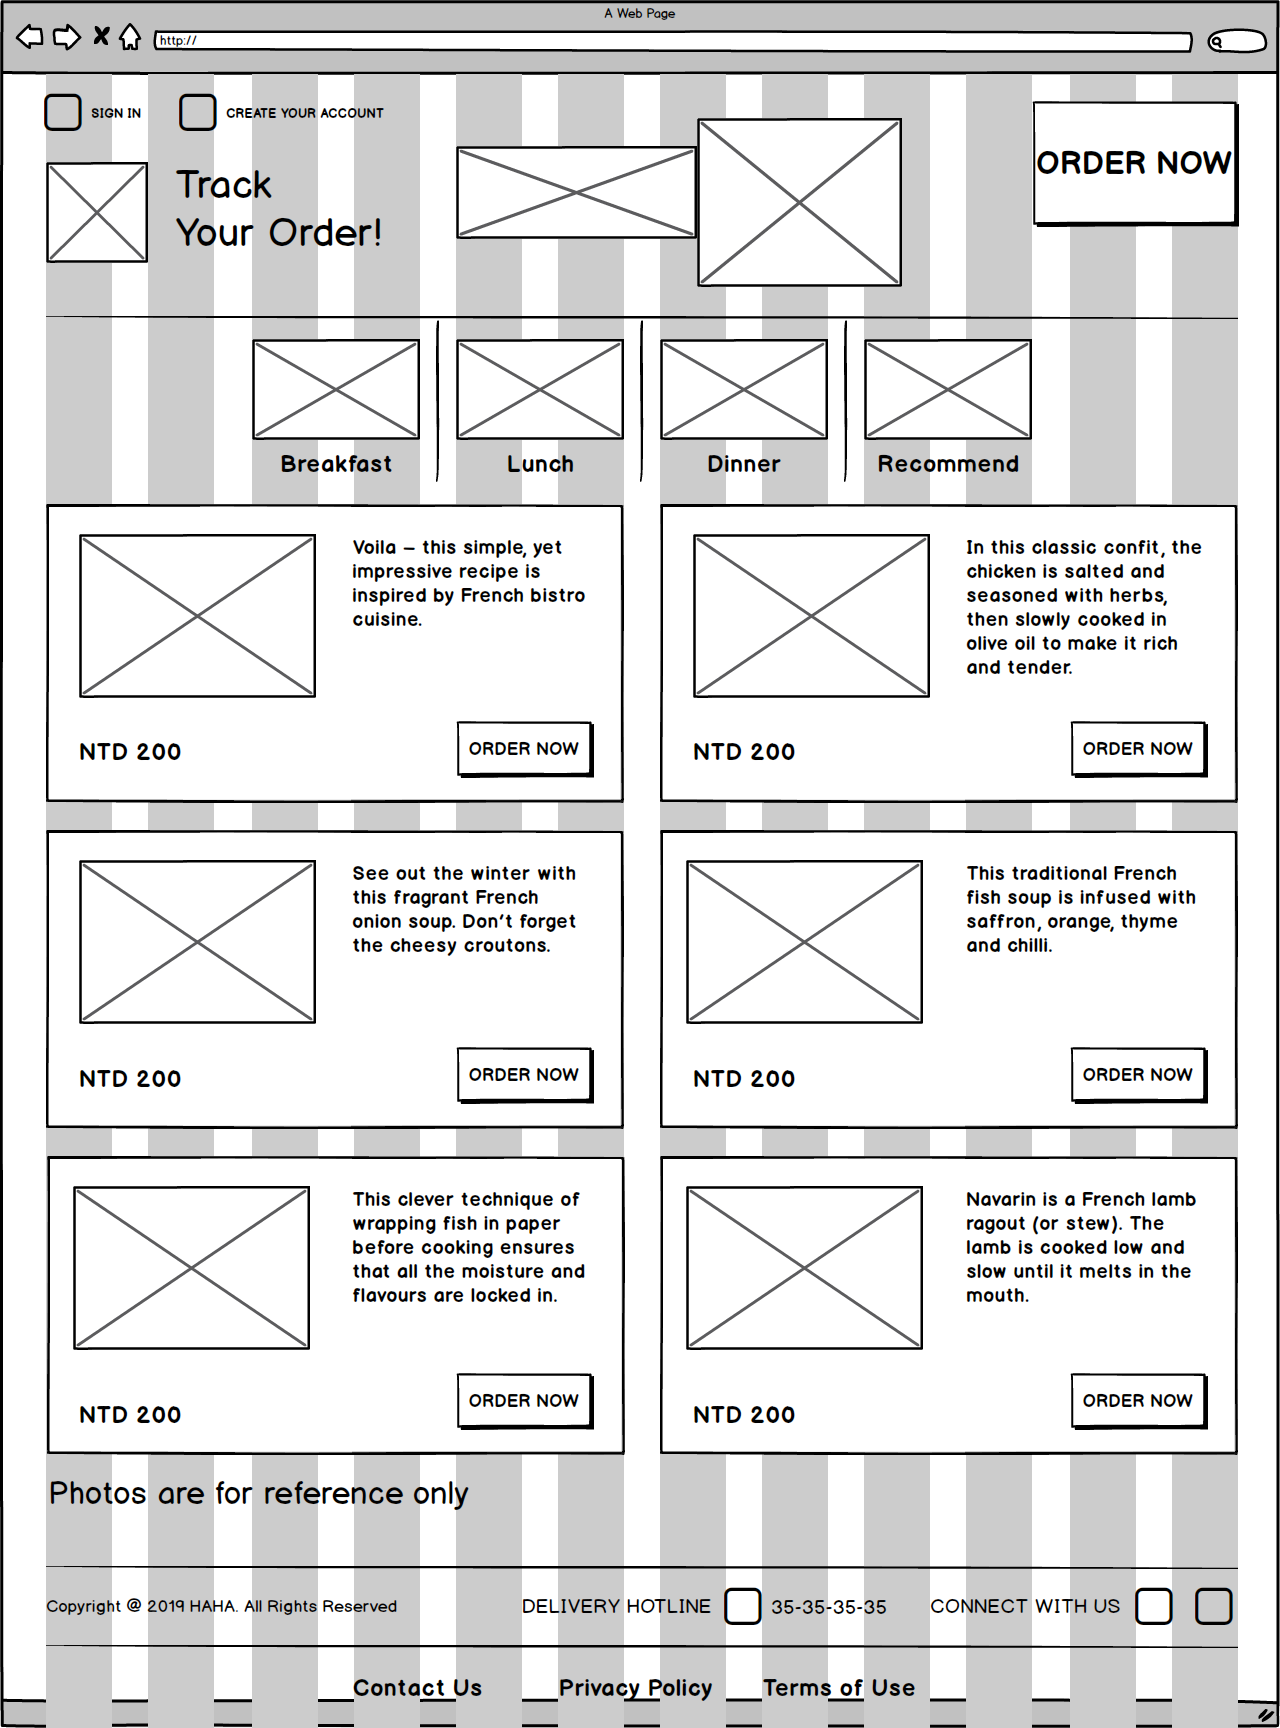 A Web Page
http://
SIGN IN
CREATE YOUR ACCOUNT
Track
Your Order!
ORDER NOW
Breakfast
Lunch
Dinner
Recommend
Voila – this simple, yet
impressive recipe is
inspired by French bistro
cuisine.
NTD 200
ORDER NOW
In this classic confit, the
chicken is salted and
seasoned with herbs,
then slowly cooked in
olive oil to make it rich
and tender.
NTD 200
ORDER NOW
See out the winter with
this fragrant French
onion soup. Don't forget
the cheesy croutons.
NTD 200
ORDER NOW
This traditional French
fish soup is infused with
saffron, orange, thyme
and chilli.
NTD 200
ORDER NOW
This clever technique of
wrapping fish in paper
before cooking ensures
that all the moisture and
flavours are locked in.
NTD 200
ORDER NOW
Navarin is a French lamb
ragout (or stew). The
lamb is cooked low and
slow until it melts in the
mouth.
NTD 200
ORDER NOW
Photos are for reference only
Copyright @ 2019 HAHA. All Rights Reserved
DELIVERY HOTLINE
35-35-35-35
CONNECT WITH US
Contact Us
Privacy Policy
Terms of Use